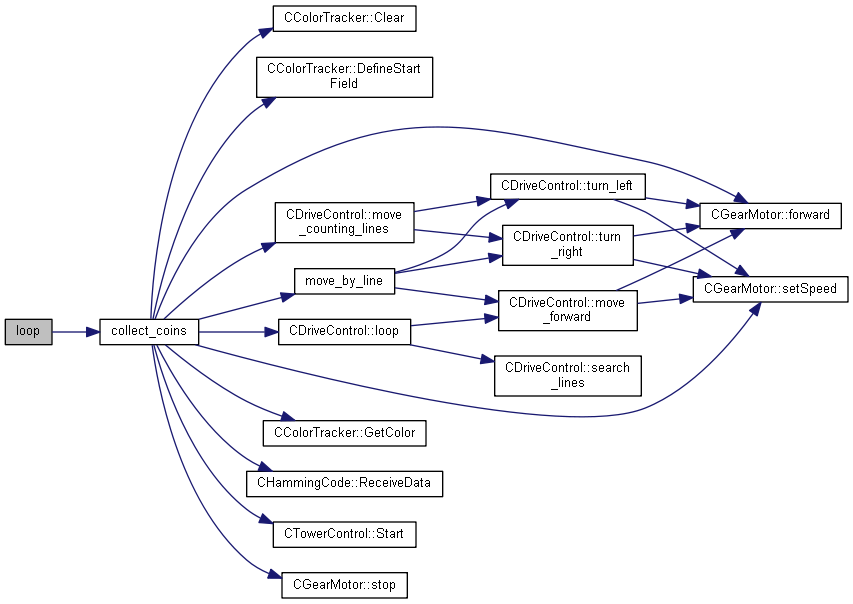 CColorTracker::Clear
CColorTracker::DefineStart
Field
CDriveControl::turn_left
CGearMotor::forward
CDriveControl::move
_counting_lines
CDriveControl::turn
_right
move_by_line
CGearMotor::setSpeed
CDriveControl::move
_forward
loop
collect_coins
CDriveControl::loop
CDriveControl::search
_lines
CColorTracker::GetColor
CHammingCode::ReceiveData
CTowerControl::Start
CGearMotor::stop